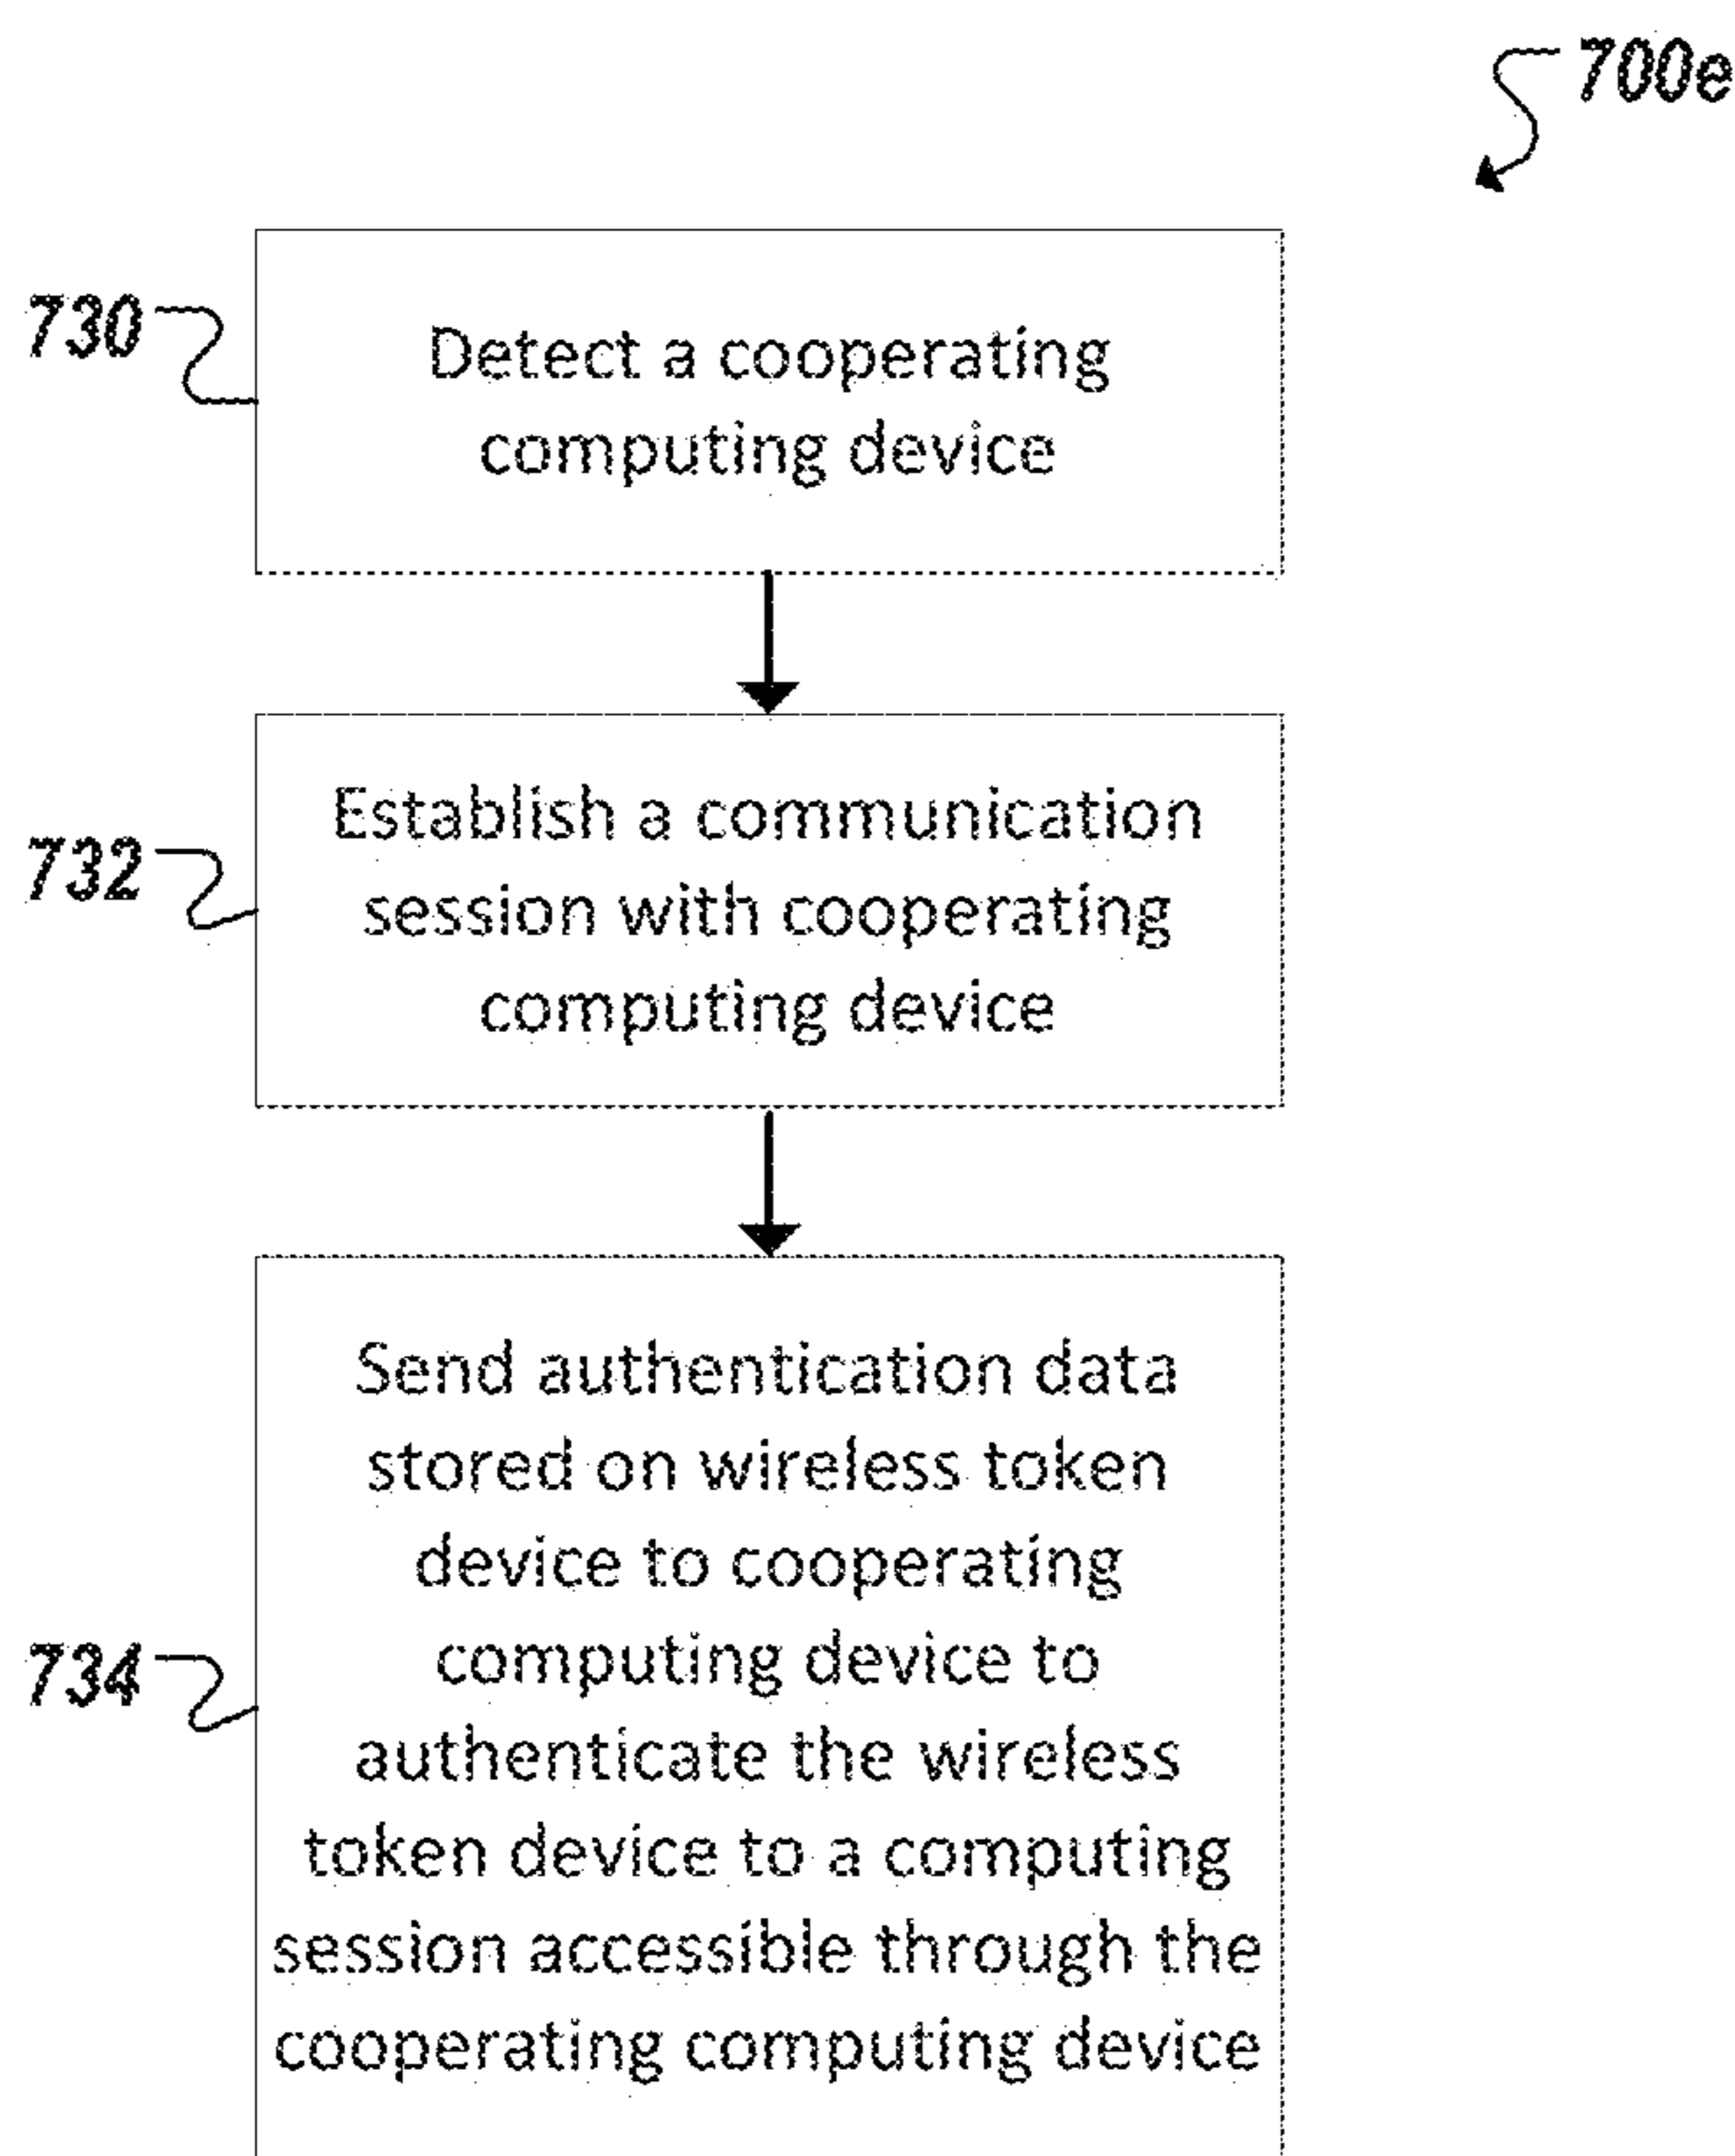 700e
730
Detect a cooperating
computing device
732
Establish a communication
session with cooperating
computing device
734
Send authentication data
stored on wireless token
device to cooperating
computing device to
authenticate the wireless
token device to a computing
session accessible through the
cooperating computing device